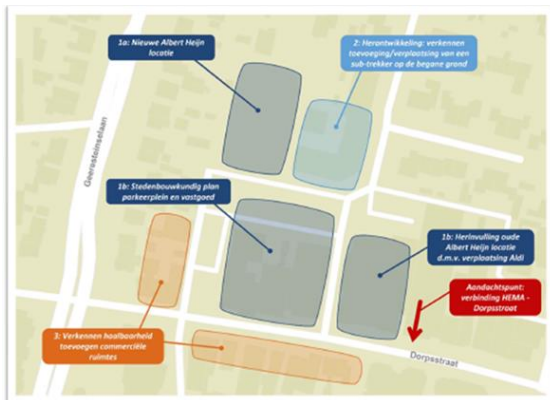 1a: Nieuwe Albert Heijn
locatie
2: Herontwikkeling: verkennen
toevoeging/verplaatsing van een
sub-trekker op de begane grond
Geerasteinselaan
1b: Stedenbouwkundig plan
parkeerplein en vastgoed
1b: Herinvulling oude
Albert Heijn locatie
d.m.v. verplaatsing Aldi
Aandachtspunt:
verbinding HEMA -
Dorpsstraat
3: Verkennen haalbaarheid
toevoegen commerciële
ruimtes
Dorpsstraat